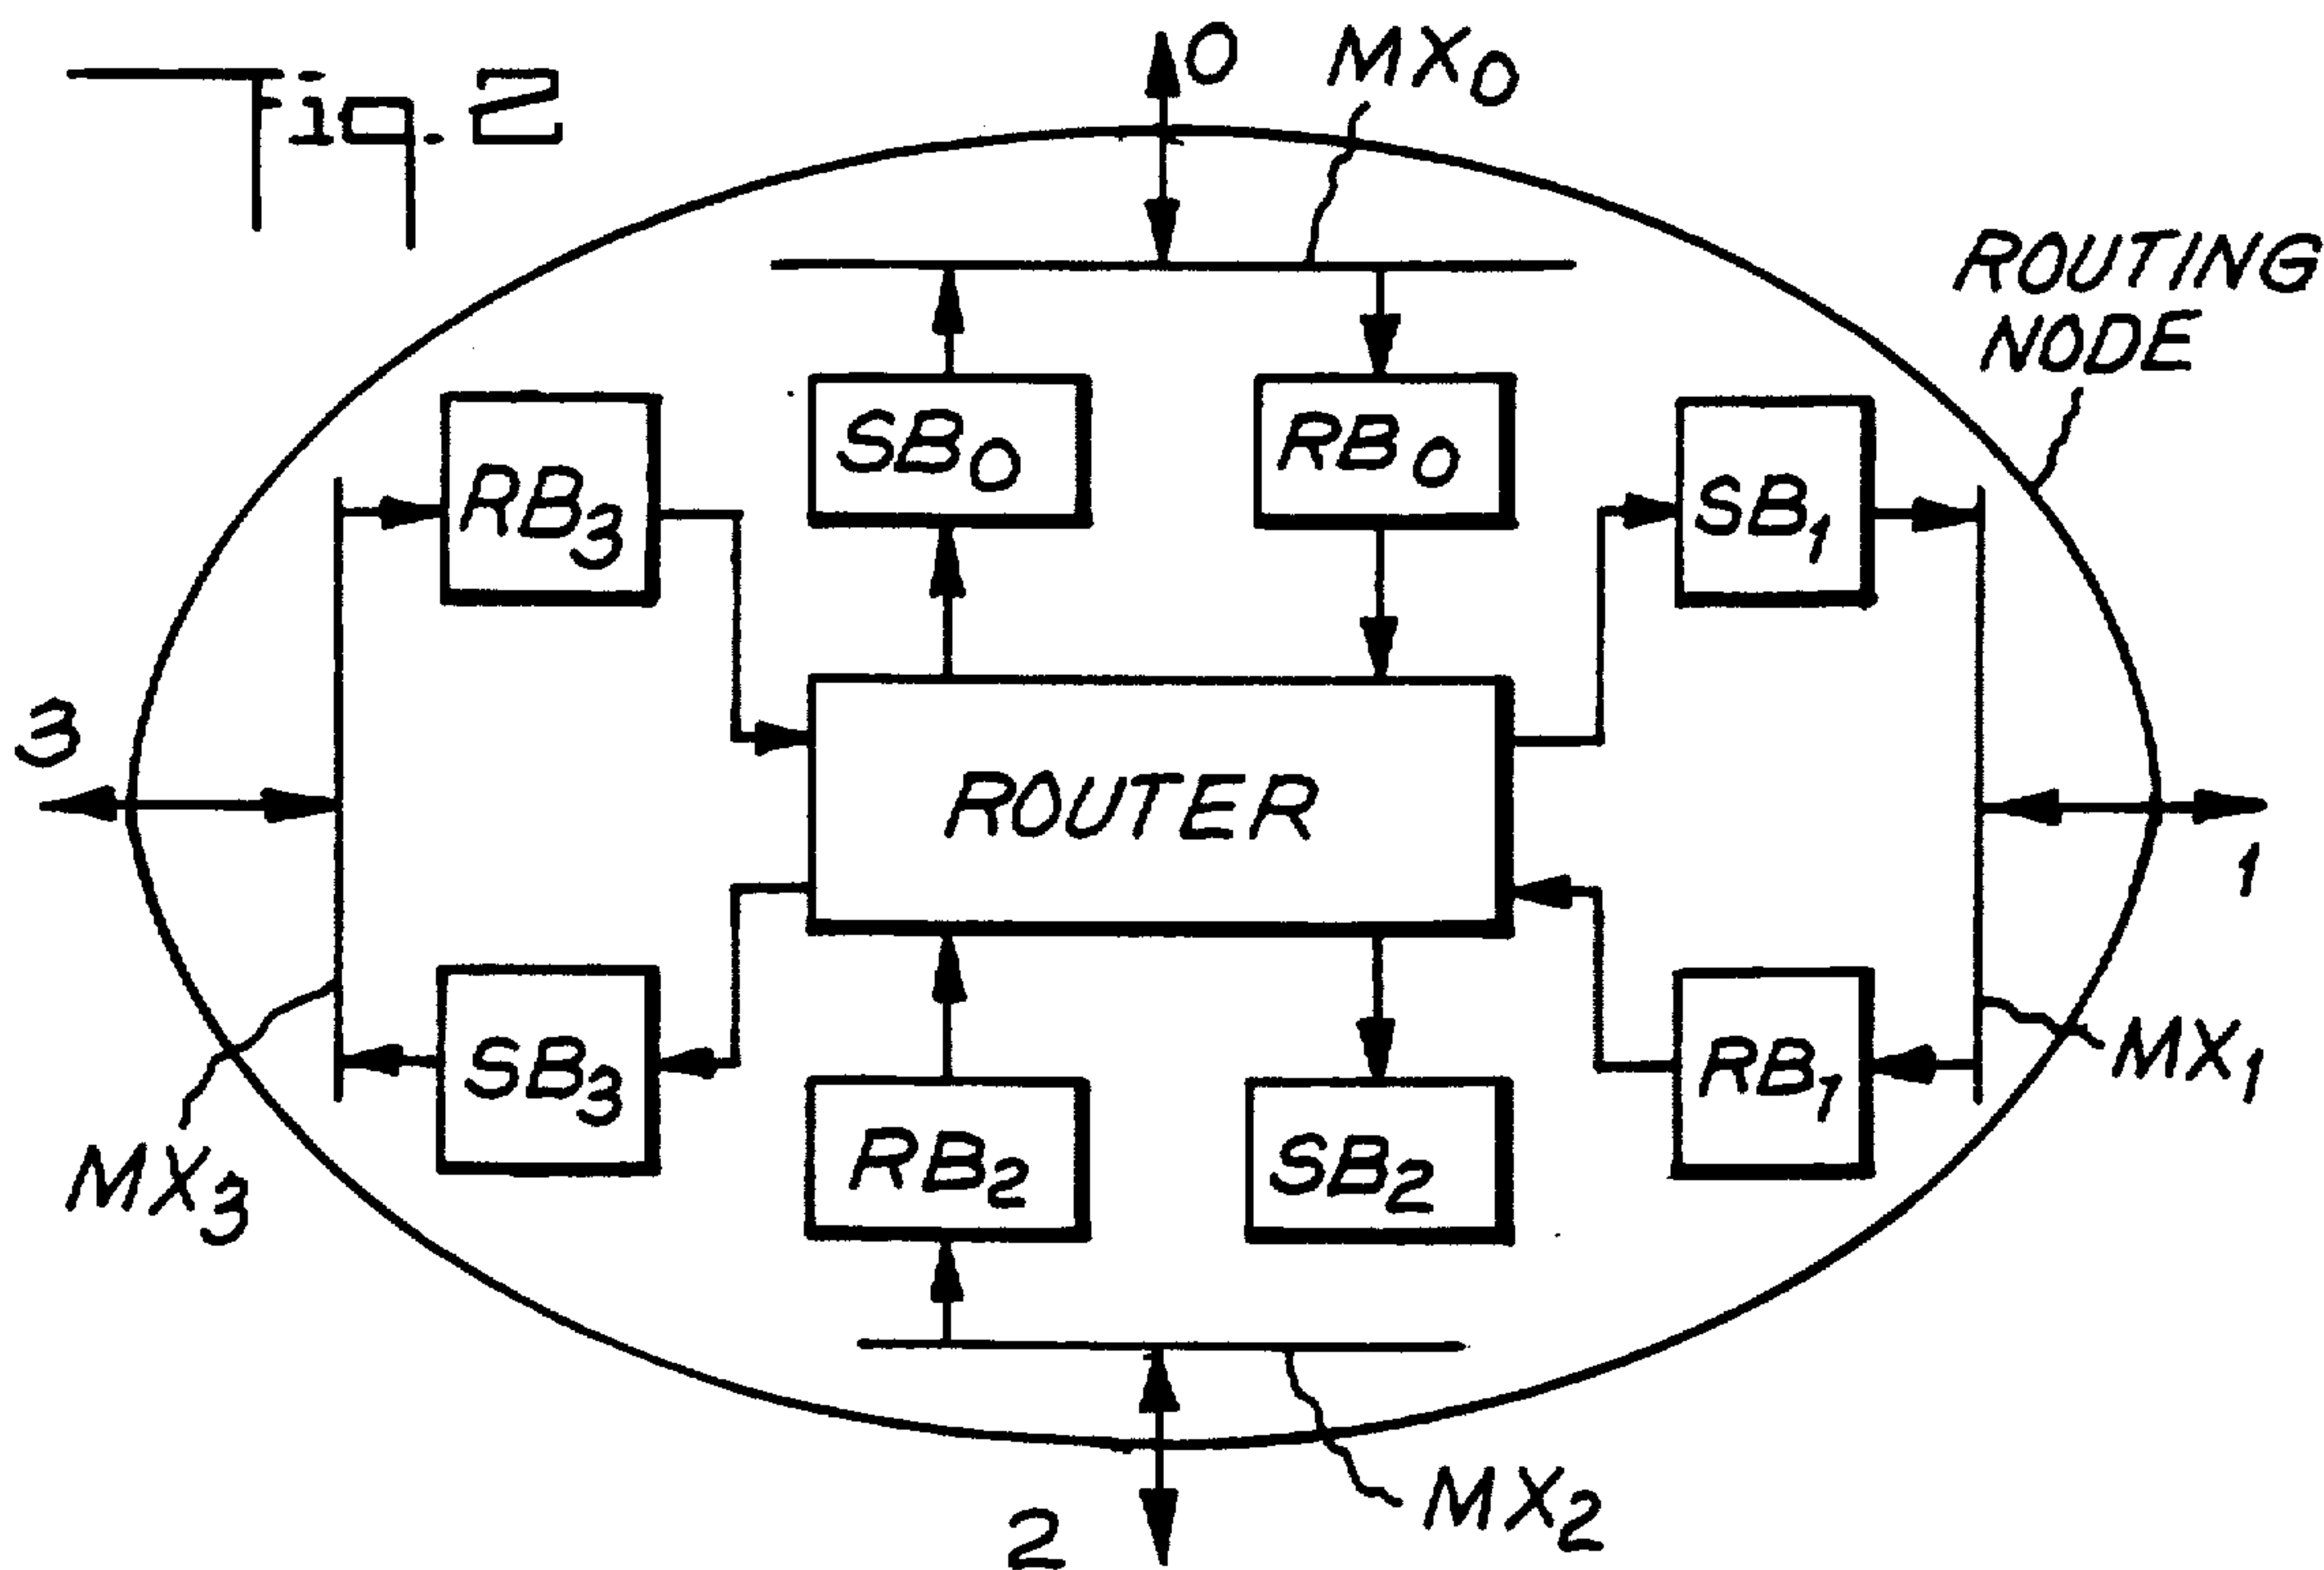 Fig. 2
0
MX0
ROUTING
NODE
SB0
RB0
RB3
SB1
3
ROUTER
1
SB3
RB1
MX1
RB2
SB2
MX3
2
MX2